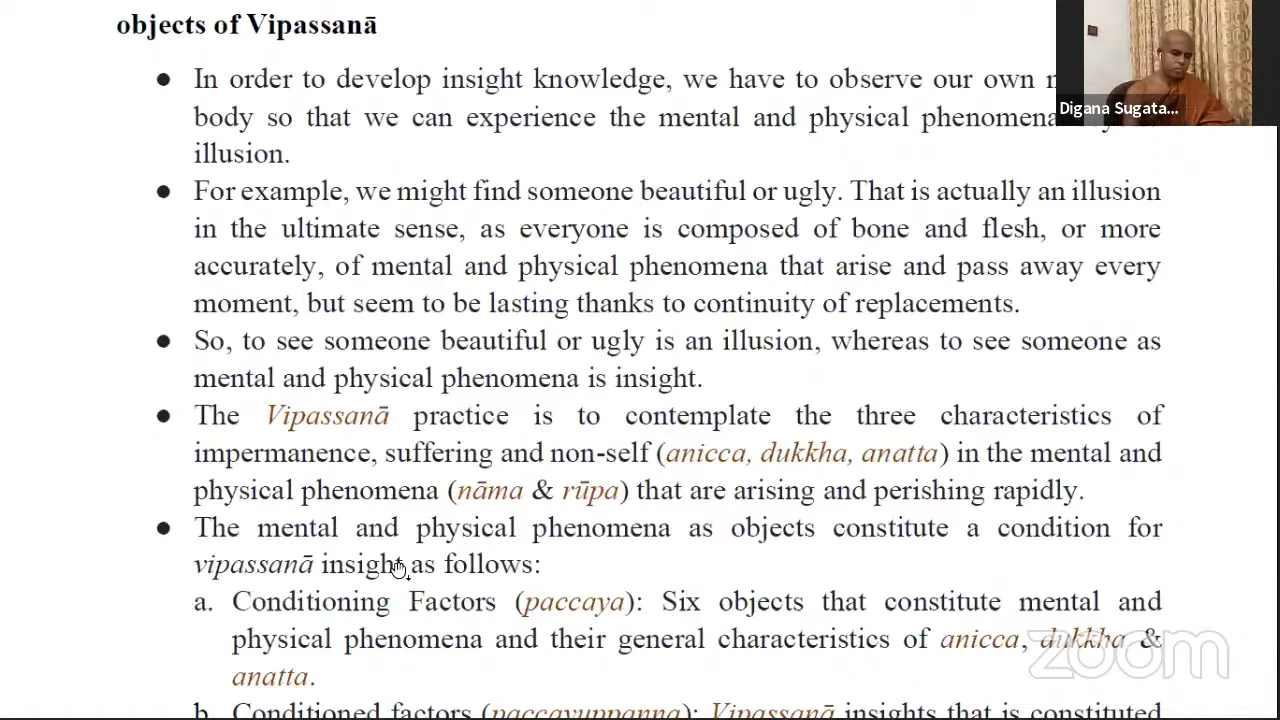 objects of Vipassanā
● In order to develop insight knowledge, we have to observe our own
body so that we can experience the mental and physical phenomena
illusion.
● For example, we might find someone beautiful or ugly. That is actually an illusion
in the ultimate sense, as everyone is composed of bone and flesh, or more
accurately, of mental and physical phenomena that arise and pass away every
moment, but seem to be lasting thanks to continuity of replacements.
● So, to see someone beautiful or ugly is an illusion, whereas to see someone as
mental and physical phenomena is insight.
● The Vipassanā practice is to contemplate the three characteristics of
impermanence, suffering and non-self (anicca, dukkha, anatta) in the mental and
physical phenomena (nāma & rūpa) that are arising and perishing rapidly.
● The mental and physical phenomena as objects constitute a condition for
vipassanā insight as follows:
a. Conditioning Factors (paccaya): Six objects that constitute mental and
physical phenomena and their general characteristics of anicca, dukkha &
anatta.
b. Conditioned factors (paccayuppanna): Vipassanā insights that is constituted
Digana Sugata...
zoom